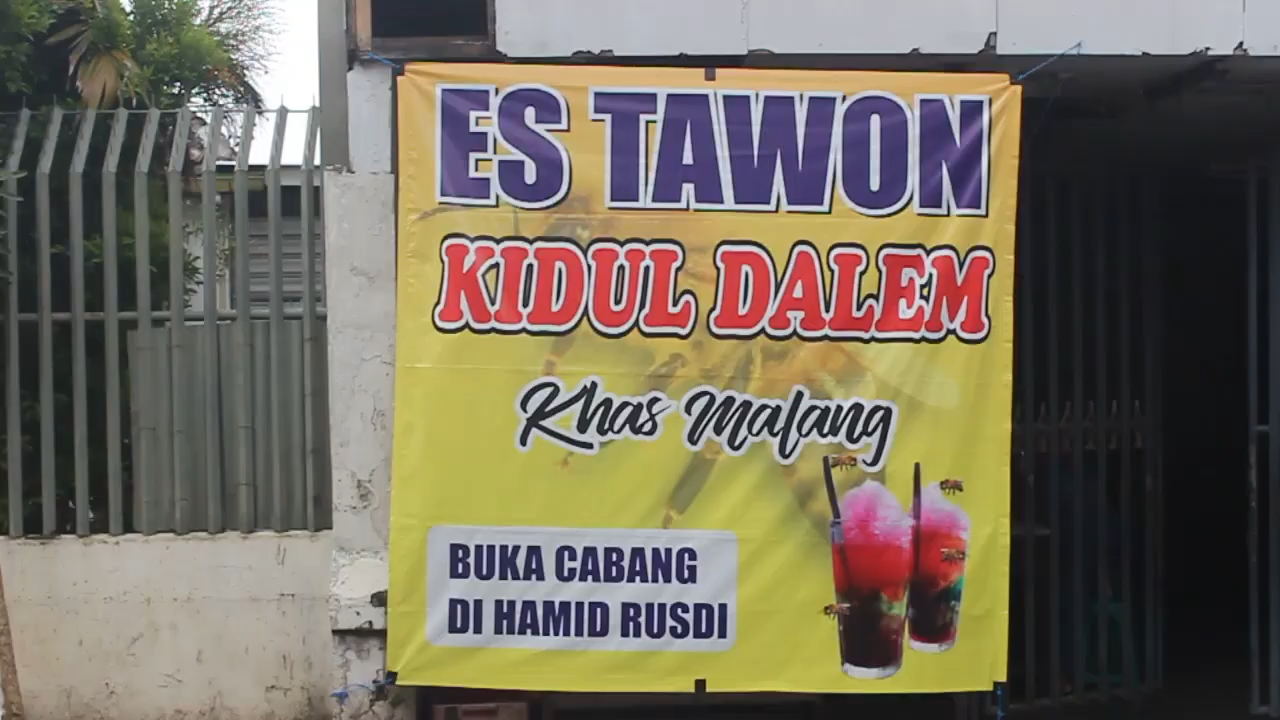 ES TAWON
KIDUL DALEM
Khas Malang
BUKA CABANG
DI HAMID RUSDI